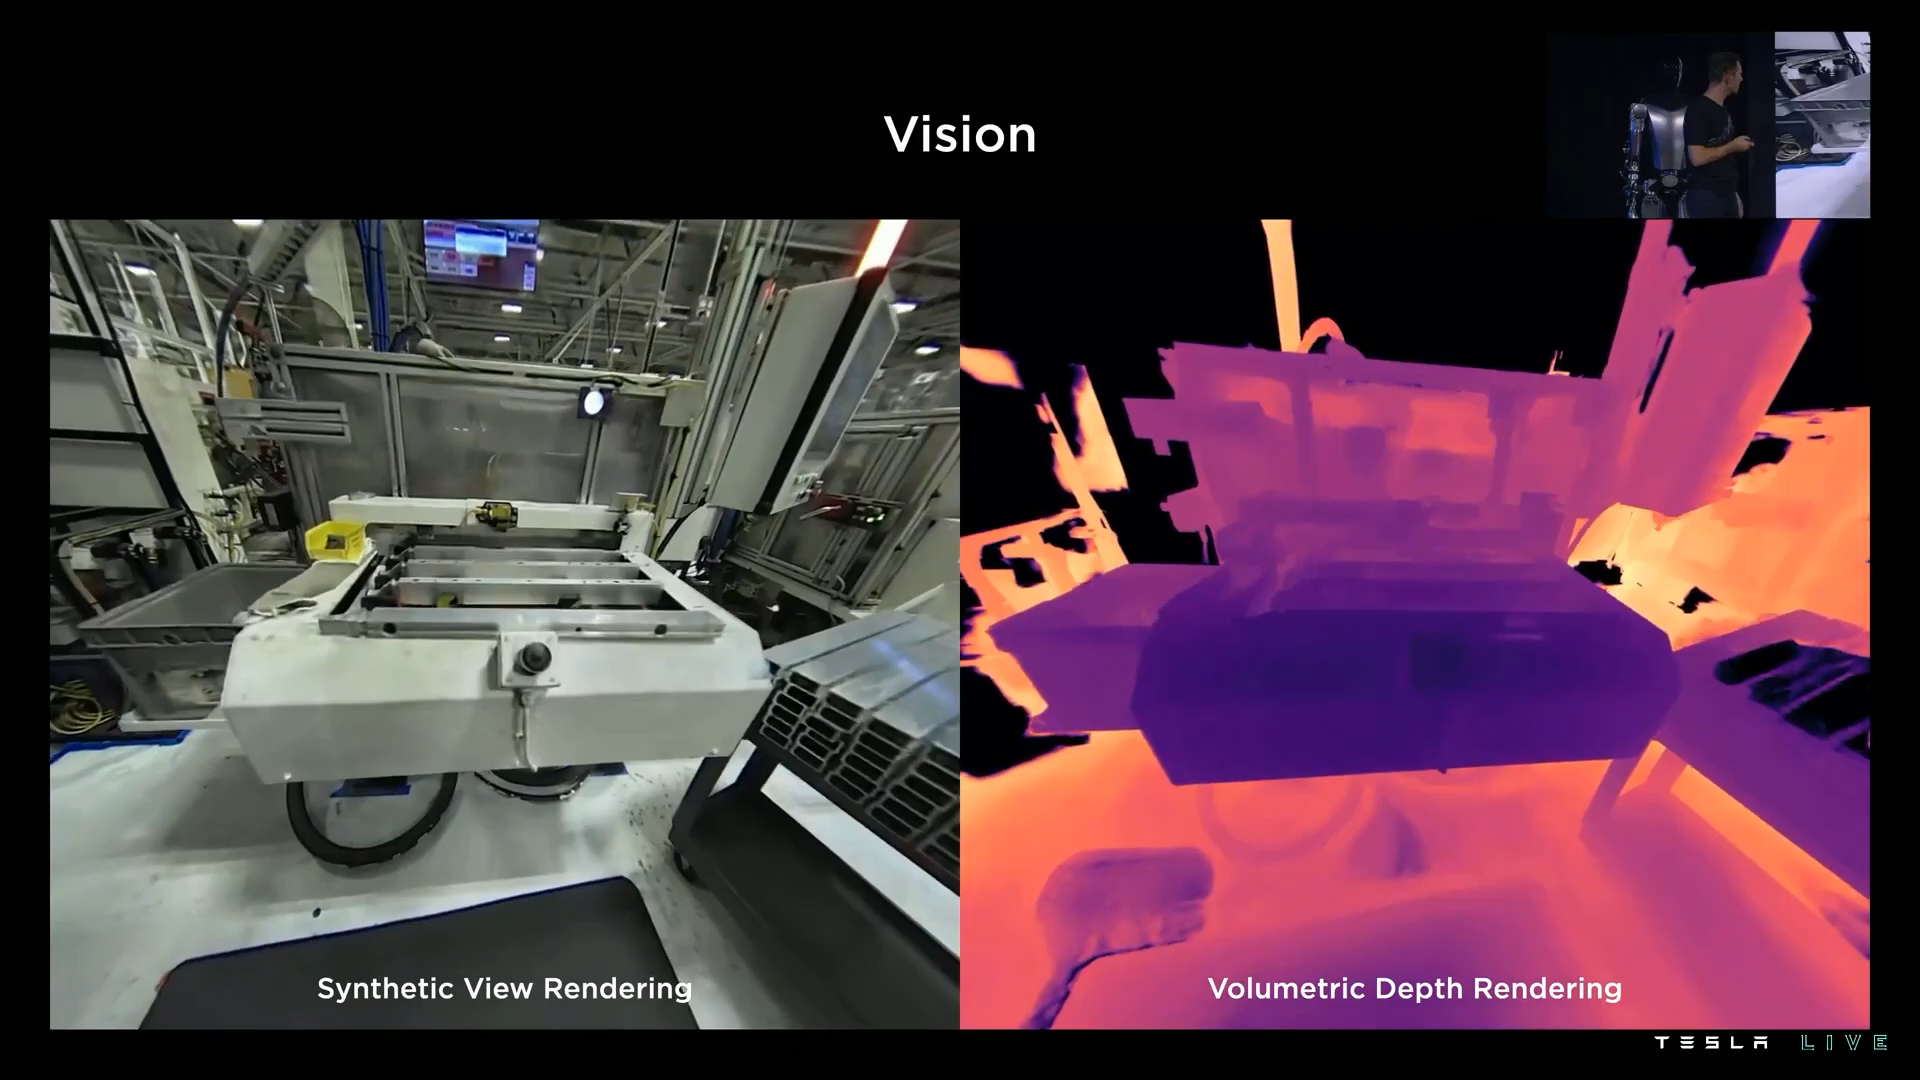 Vision
Synthetic View Rendering
Volumetric Depth Rendering
TESLA LIVE